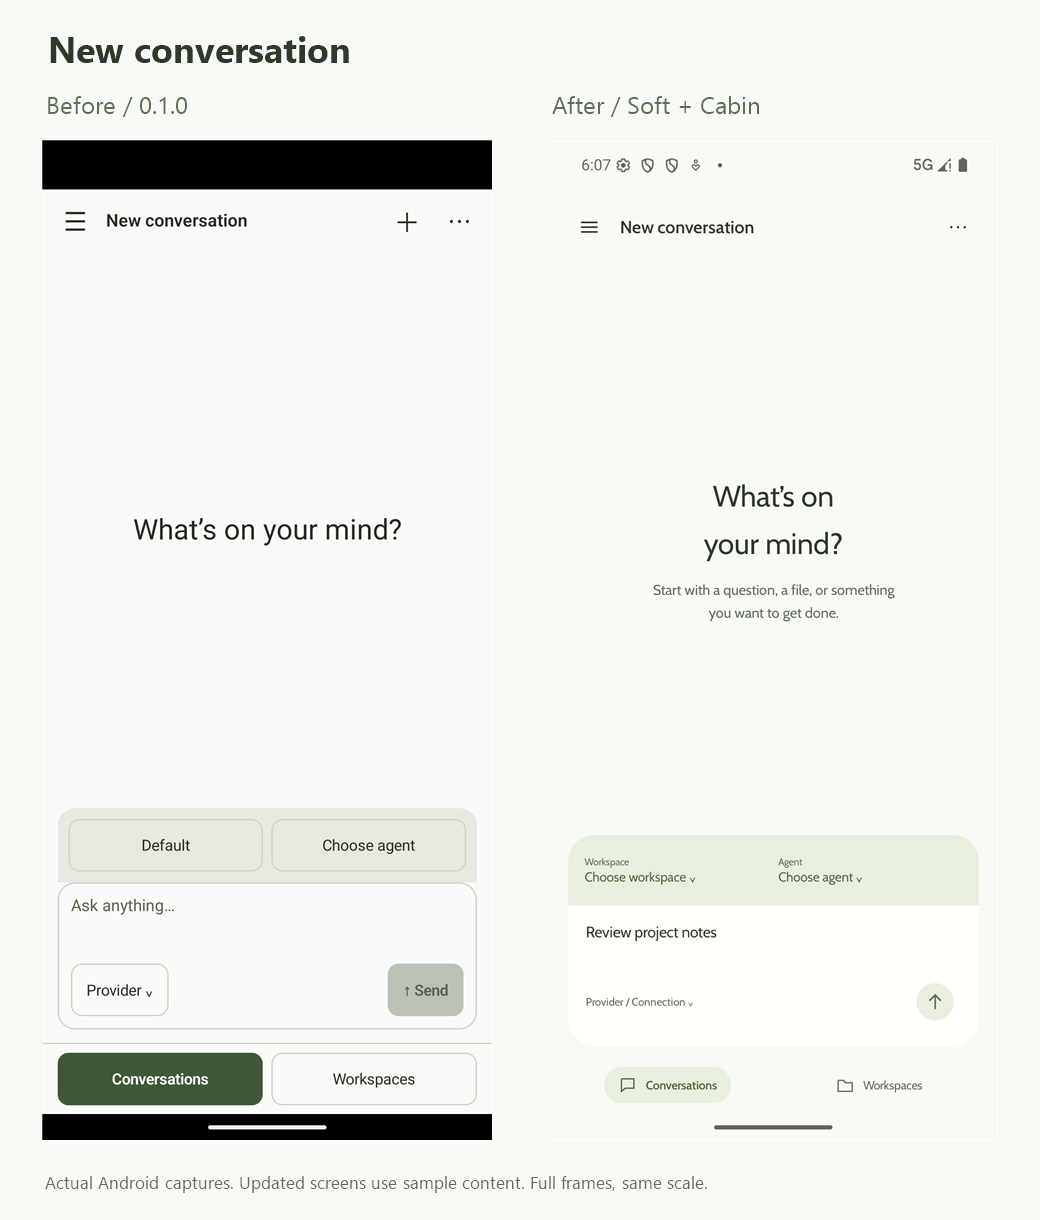 New conversation
Before / 0.1.0
New conversation
What’s on your mind?
Default
Choose agent
Ask anything...
Provider
↑ Send
Conversations
Workspaces
After / Soft + Cabin
6:07
5G
New conversation
What’s on
your mind?
Start with a question, a file, or something
you want to get done.
Workspace
Choose workspace
Agent
Choose agent
Review project notes
Provider / Connection
Conversations
Workspaces
Actual Android captures. Updated screens use sample content. Full frames, same scale.